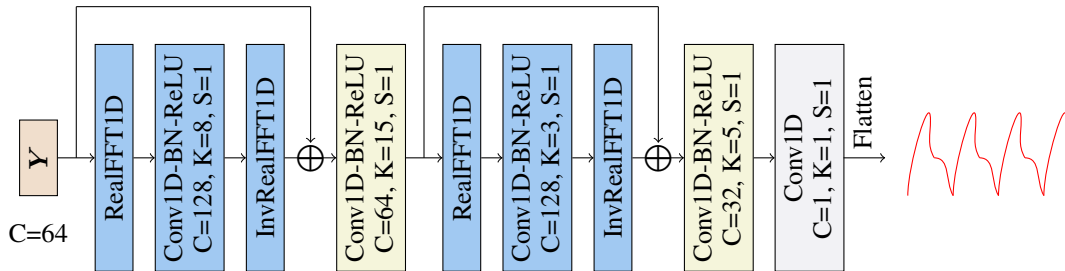 Y
C=64
RealFFT1D
Conv1D-BN-ReLU
C=128, K=8, S=1
InvRealFFT1D
Conv1D-BN-ReLU
C=64, K=15, S=1
RealFFT1D
Conv1D-BN-ReLU
C=128, K=3, S=1
InvRealFFT1D
Conv1D-BN-ReLU
C=32, K=5, S=1
Conv1D
C=1, K=1, S=1
Flatten